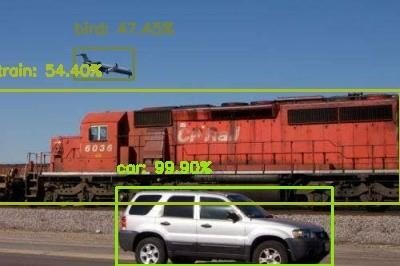 bird: 47.45%
train: 54.40%
6036
CP Rail
car: 99.90%